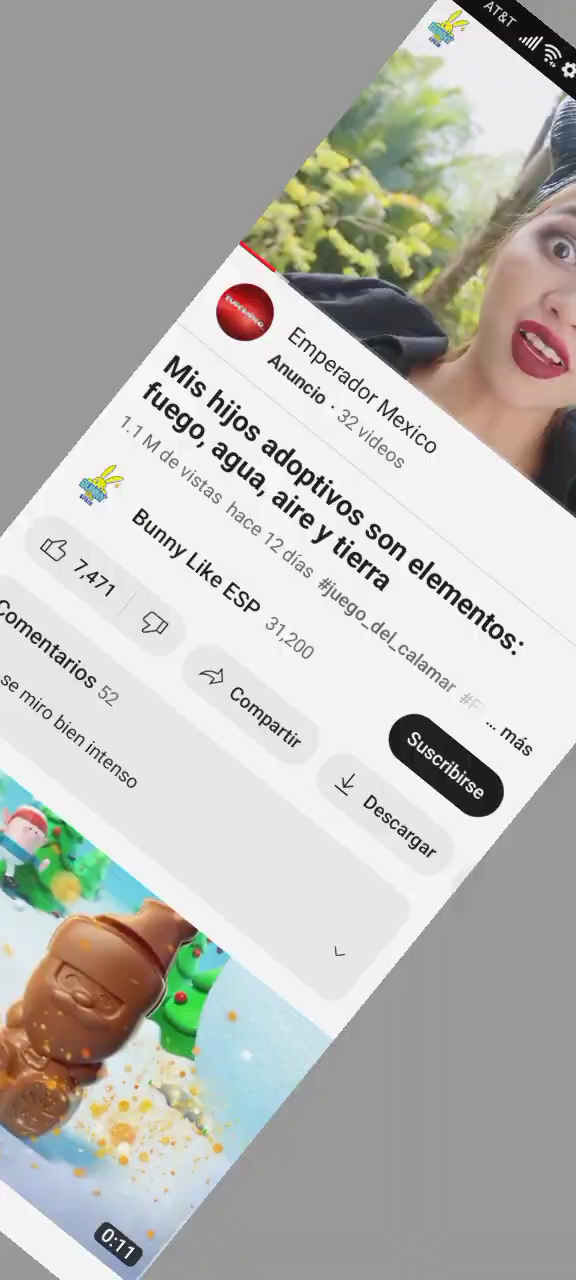 AT&T
Emperador Mexico
Anuncio · 32 videos
Mis hijos adoptivos son elementos:
fuego, agua, aire y tierra
1.1 M de vistas hace 12 días #juego_del_calamar #F ... más
Bunny Like ESP 31,200
Suscribirse
7,471
Compartir
Descargar
Comentarios 52
se miro bien intenso
0:11